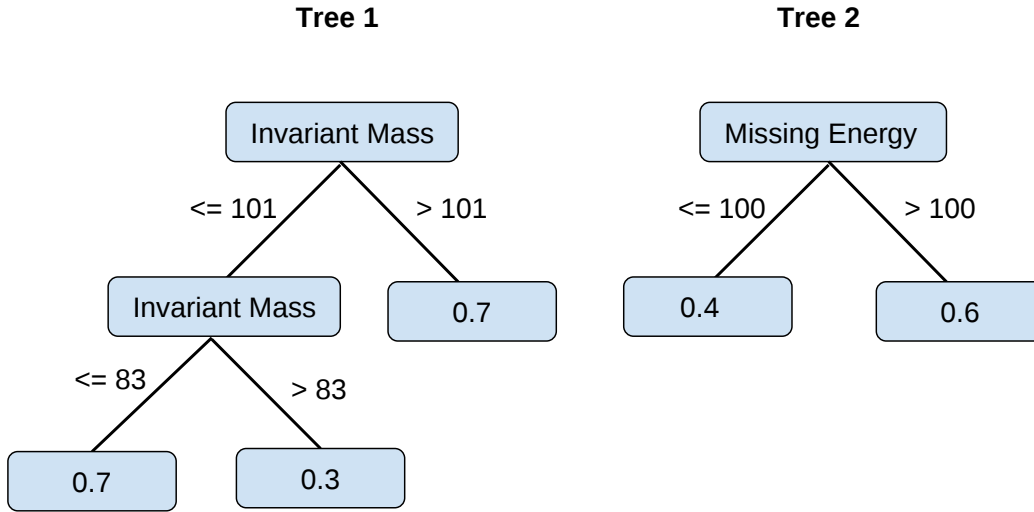 Tree 1
Tree 2
Invariant Mass
Missing Energy
<= 101
> 101
<= 100
> 100
Invariant Mass
0.7
0.4
0.6
<= 83
> 83
0.7
0.3